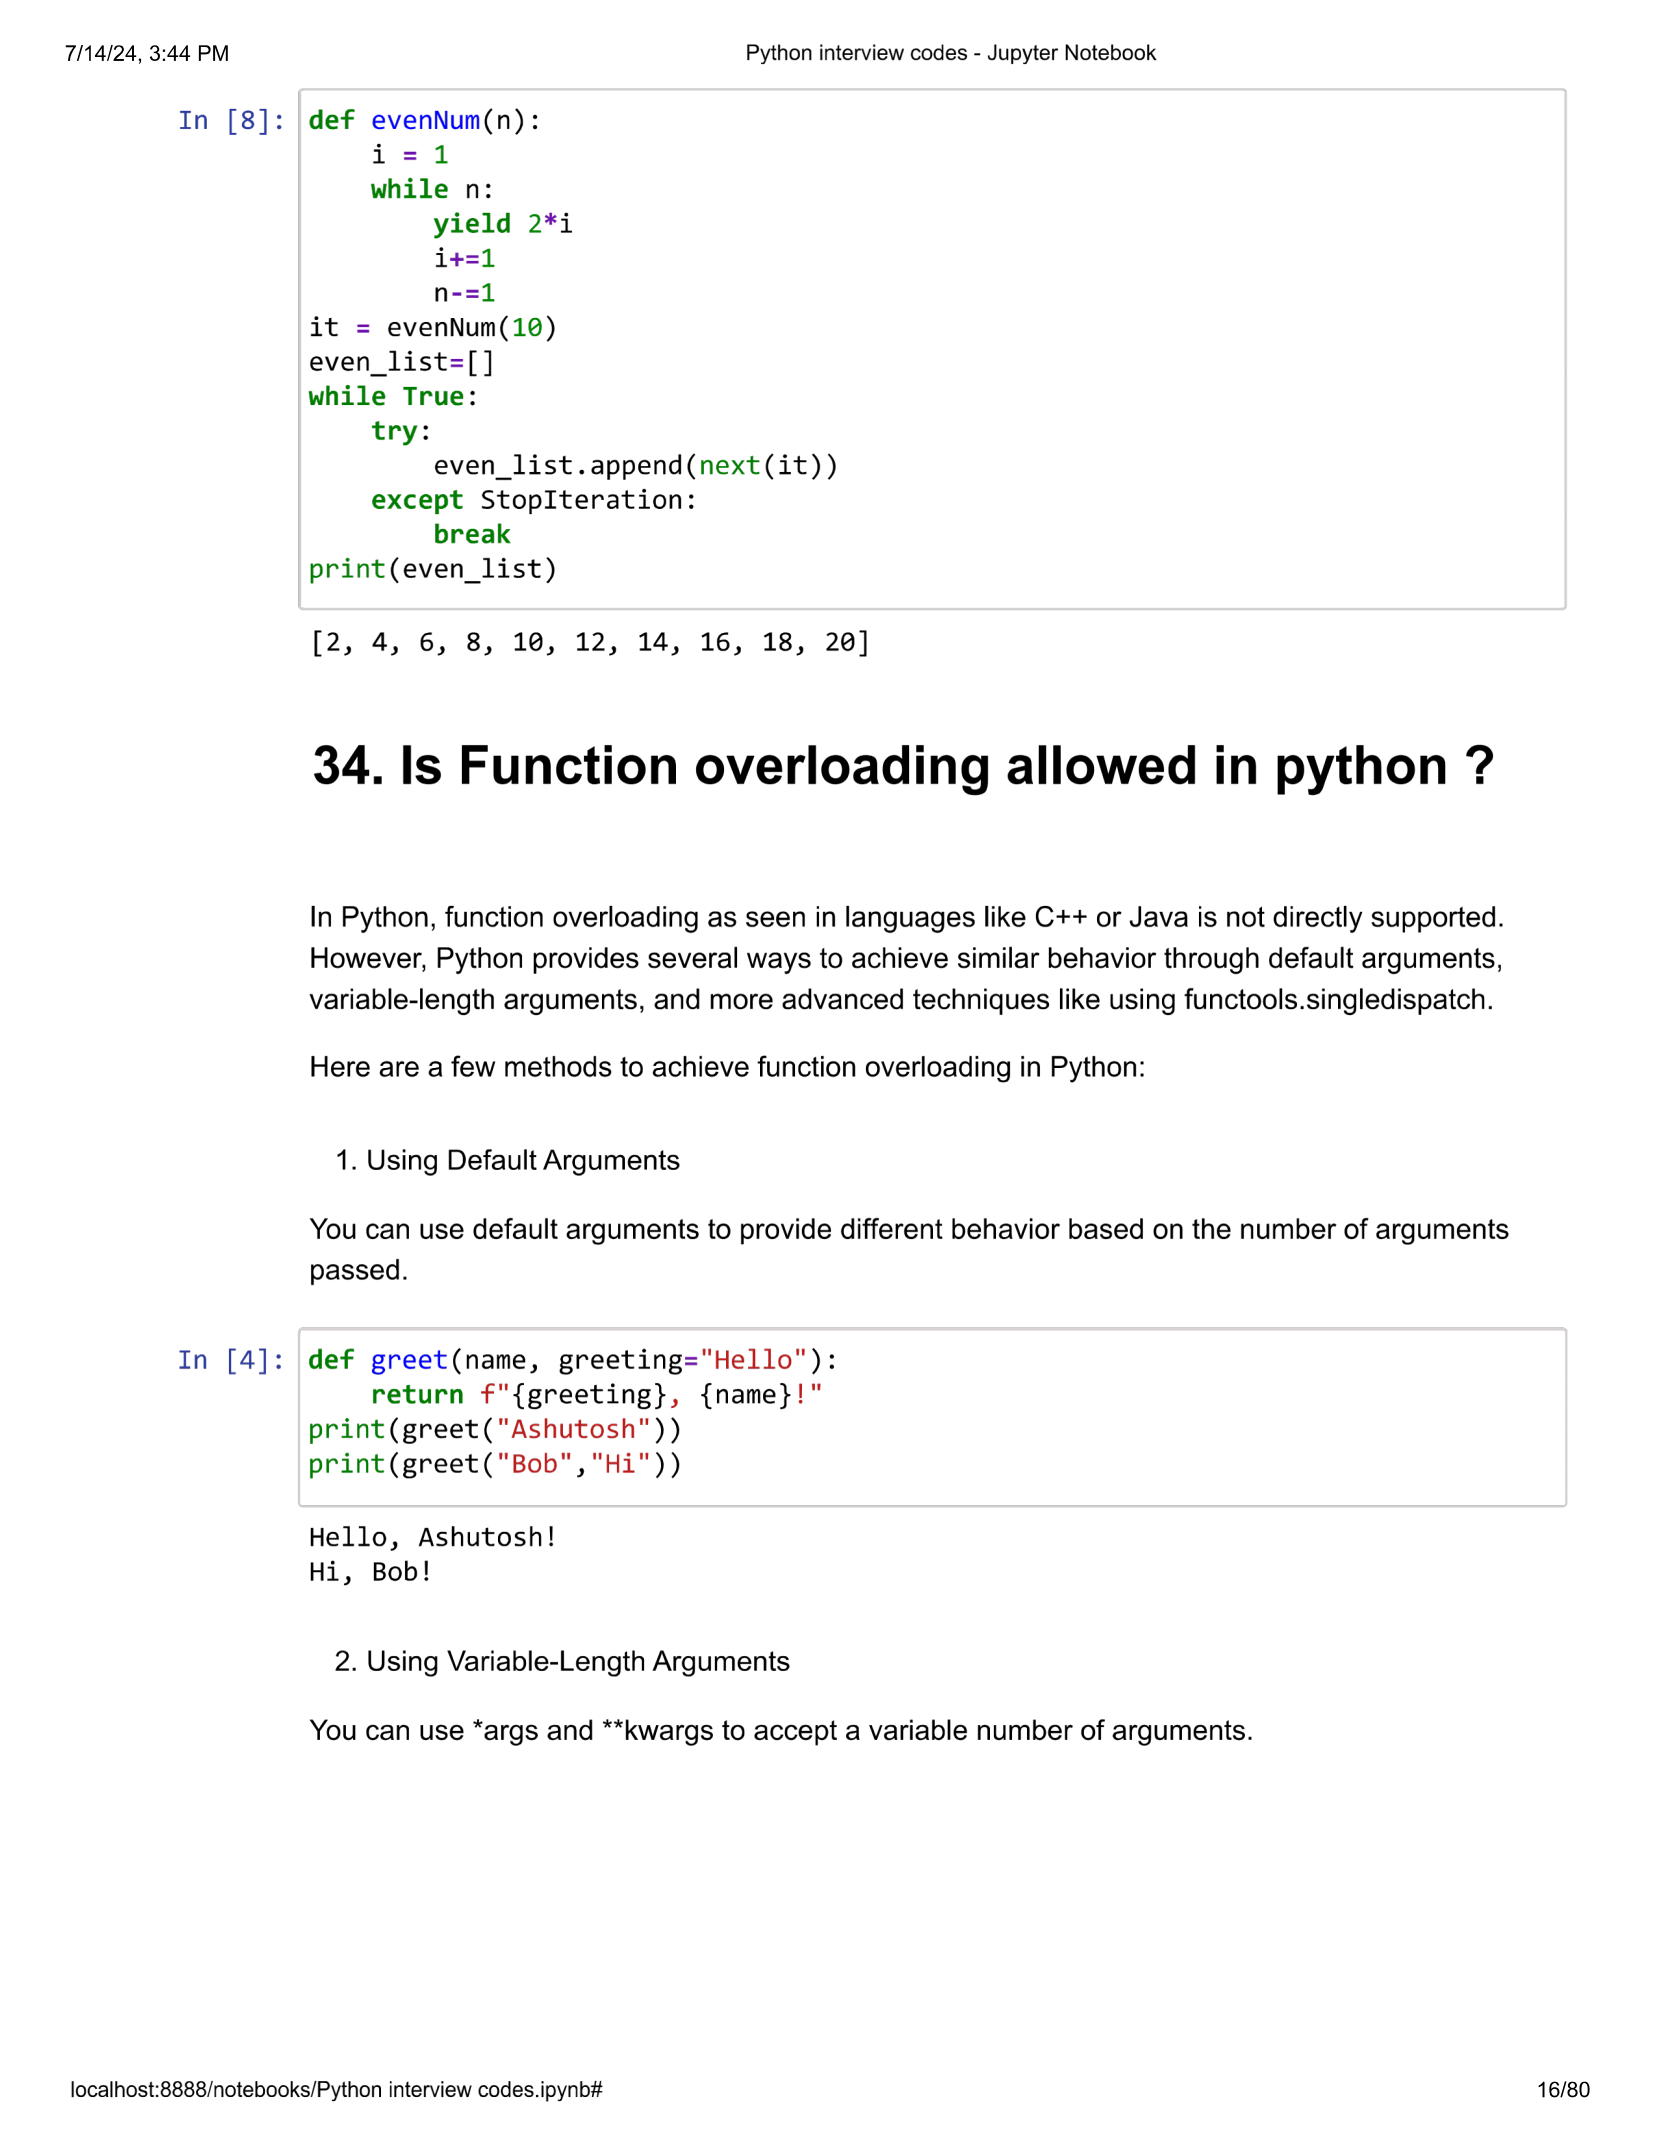 7/14/24, 3:44 PM
Python interview codes - Jupyter Notebook
In [8]: def evenNum(n):
    i = 1
    while n:
        yield 2*i
        i+=1
        n-=1
it = evenNum(10)
even_list=[]
while True:
    try:
        even_list.append(next(it))
    except StopIteration:
        break
print(even_list)
[2, 4, 6, 8, 10, 12, 14, 16, 18, 20]
34. Is Function overloading allowed in python ?
In Python, function overloading as seen in languages like C++ or Java is not directly supported.
However, Python provides several ways to achieve similar behavior through default arguments,
variable-length arguments, and more advanced techniques like using functools.singledispatch.
Here are a few methods to achieve function overloading in Python:
1. Using Default Arguments
You can use default arguments to provide different behavior based on the number of arguments
passed.
In [4]: def greet(name, greeting="Hello"):
    return f"{greeting}, {name}!"
print(greet("Ashutosh"))
print(greet("Bob","Hi"))
Hello, Ashutosh!
Hi, Bob!
2. Using Variable-Length Arguments
You can use *args and **kwargs to accept a variable number of arguments.
localhost:8888/notebooks/Python interview codes.ipynb#
16/80